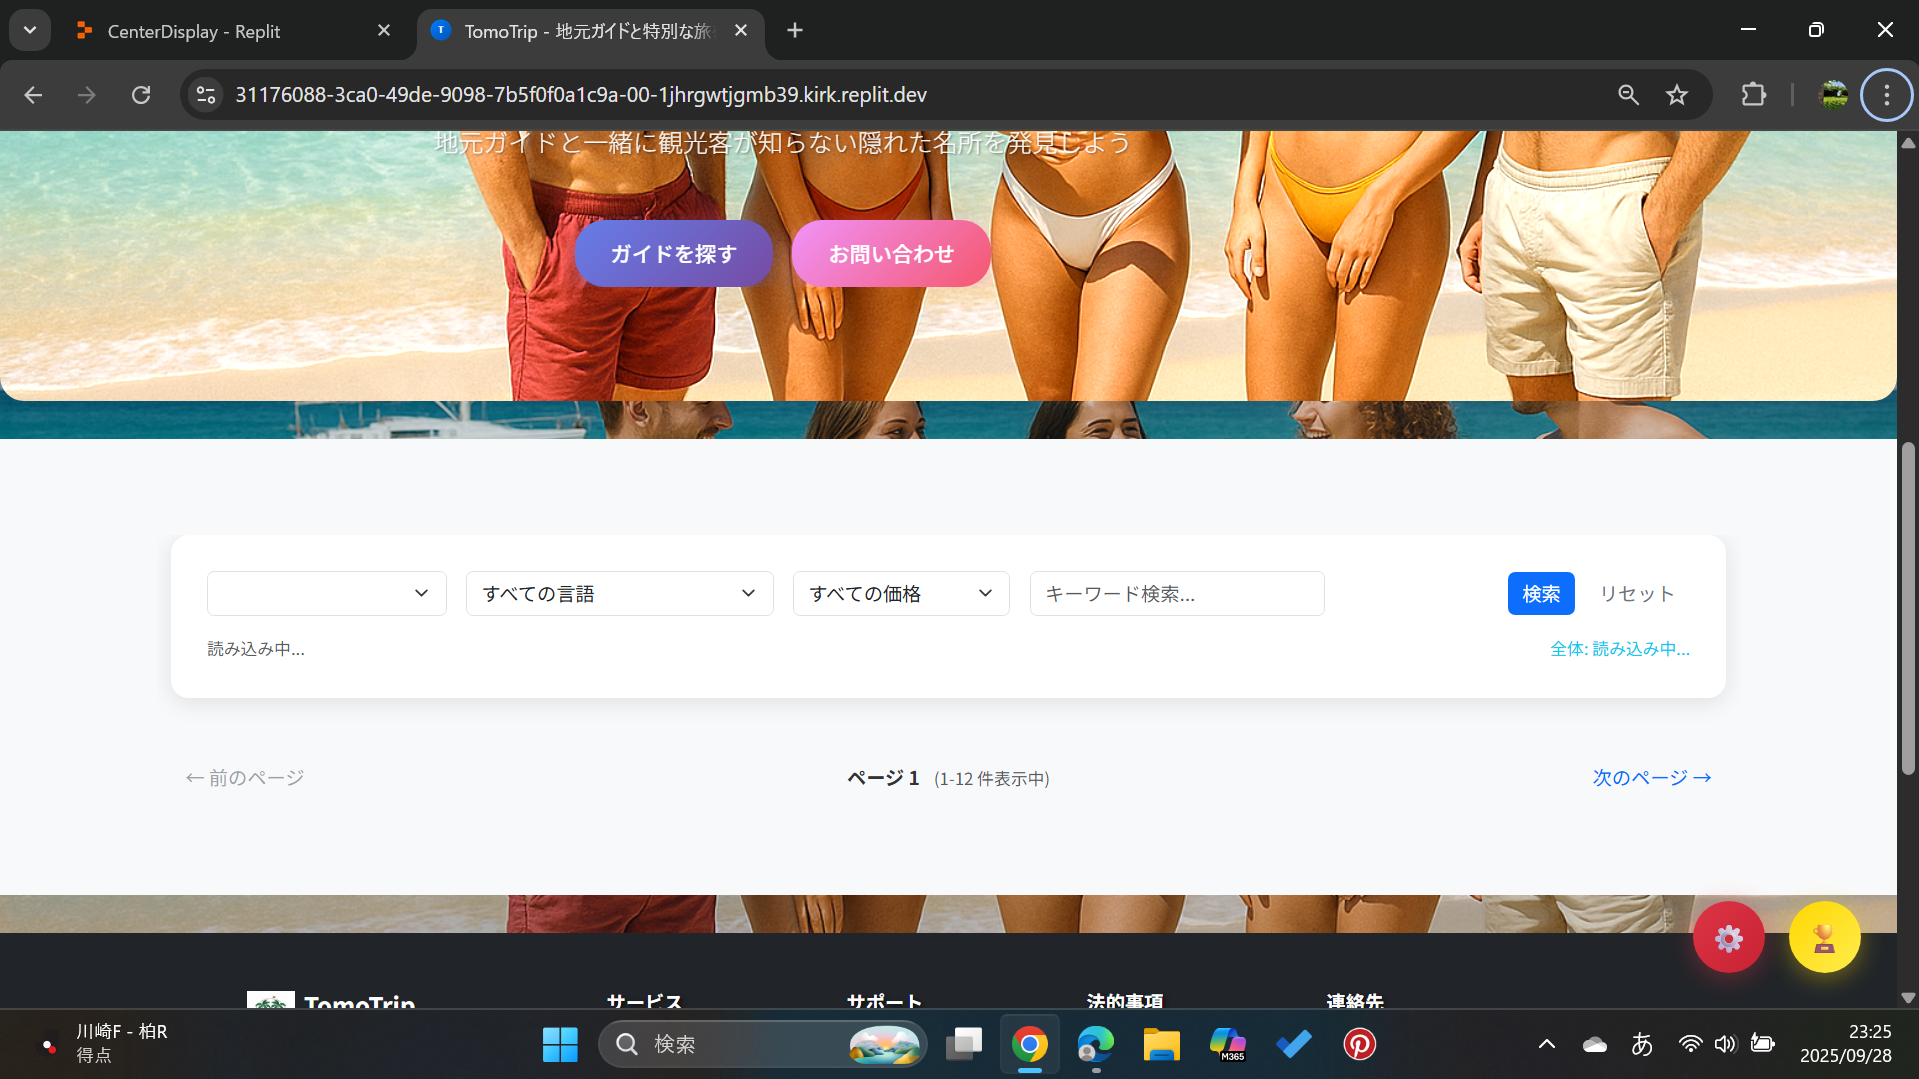 CenterDisplay - Replit
TomoTrip - 地元ガイドと特別な旅
31176088-3ca0-49de-9098-7b5f0f0a1c9a-00-1jhrgwtjgmb39.kirk.replit.dev
地元ガイドと一緒に観光客が知らない隠れた名所を発見しよう
ガイドを探す
お問い合わせ
すべての言語
すべての価格
キーワード検索...
検索
リセット
読み込み中...
全体: 読み込み中...
← 前のページ
ページ 1 (1-12 件表示中)
次のページ →
TomoTrip
サービス
サポート
法的事項
連絡先
川崎F - 柏R
得点
検索
M365
あ
23:25
2025/09/28